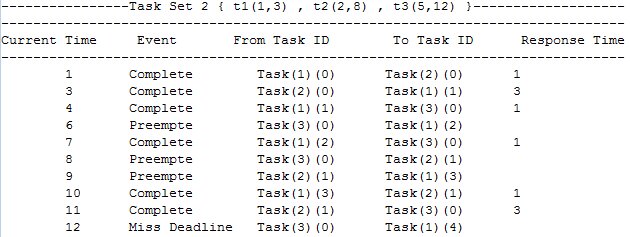 -----------------Task Set 2 { t1(1,3) , t2(2,8) , t3(5,12) }--------------------
--------------------------------------------------------------------------------
Current Time Event From Task ID To Task ID Response Time
--------------------------------------------------------------------------------
1 Complete Task(1)(0) Task(2)(0) 1
3 Complete Task(2)(0) Task(1)(1) 3
4 Complete Task(1)(1) Task(3)(0) 1
6 Preempte Task(3)(0) Task(1)(2)
7 Complete Task(1)(2) Task(3)(0) 1
8 Preempte Task(3)(0) Task(2)(1)
9 Preempte Task(2)(1) Task(1)(3)
10 Complete Task(1)(3) Task(2)(1) 1
11 Complete Task(2)(1) Task(3)(0) 3
12 Miss Deadline Task(3)(0) Task(1)(4)